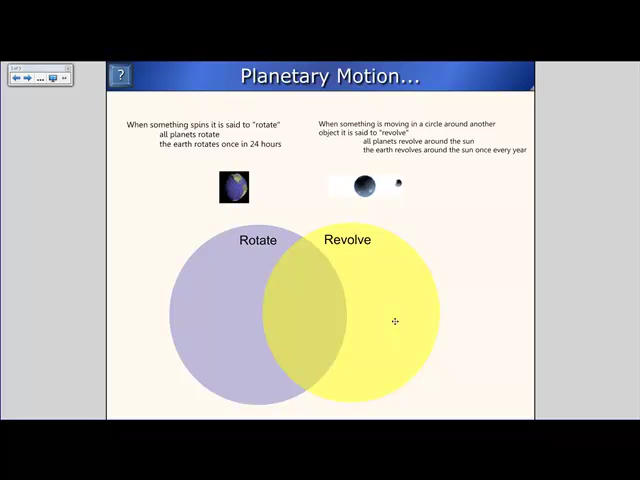 Planetary Motion...
When something spins it is said to "rotate"
all planets rotate
the earth rotates once in 24 hours
When something is moving in a circle around another
object it is said to "revolve"
all planets revolve around the sun
the earth revolves around the sun once every year
Rotate
Revolve